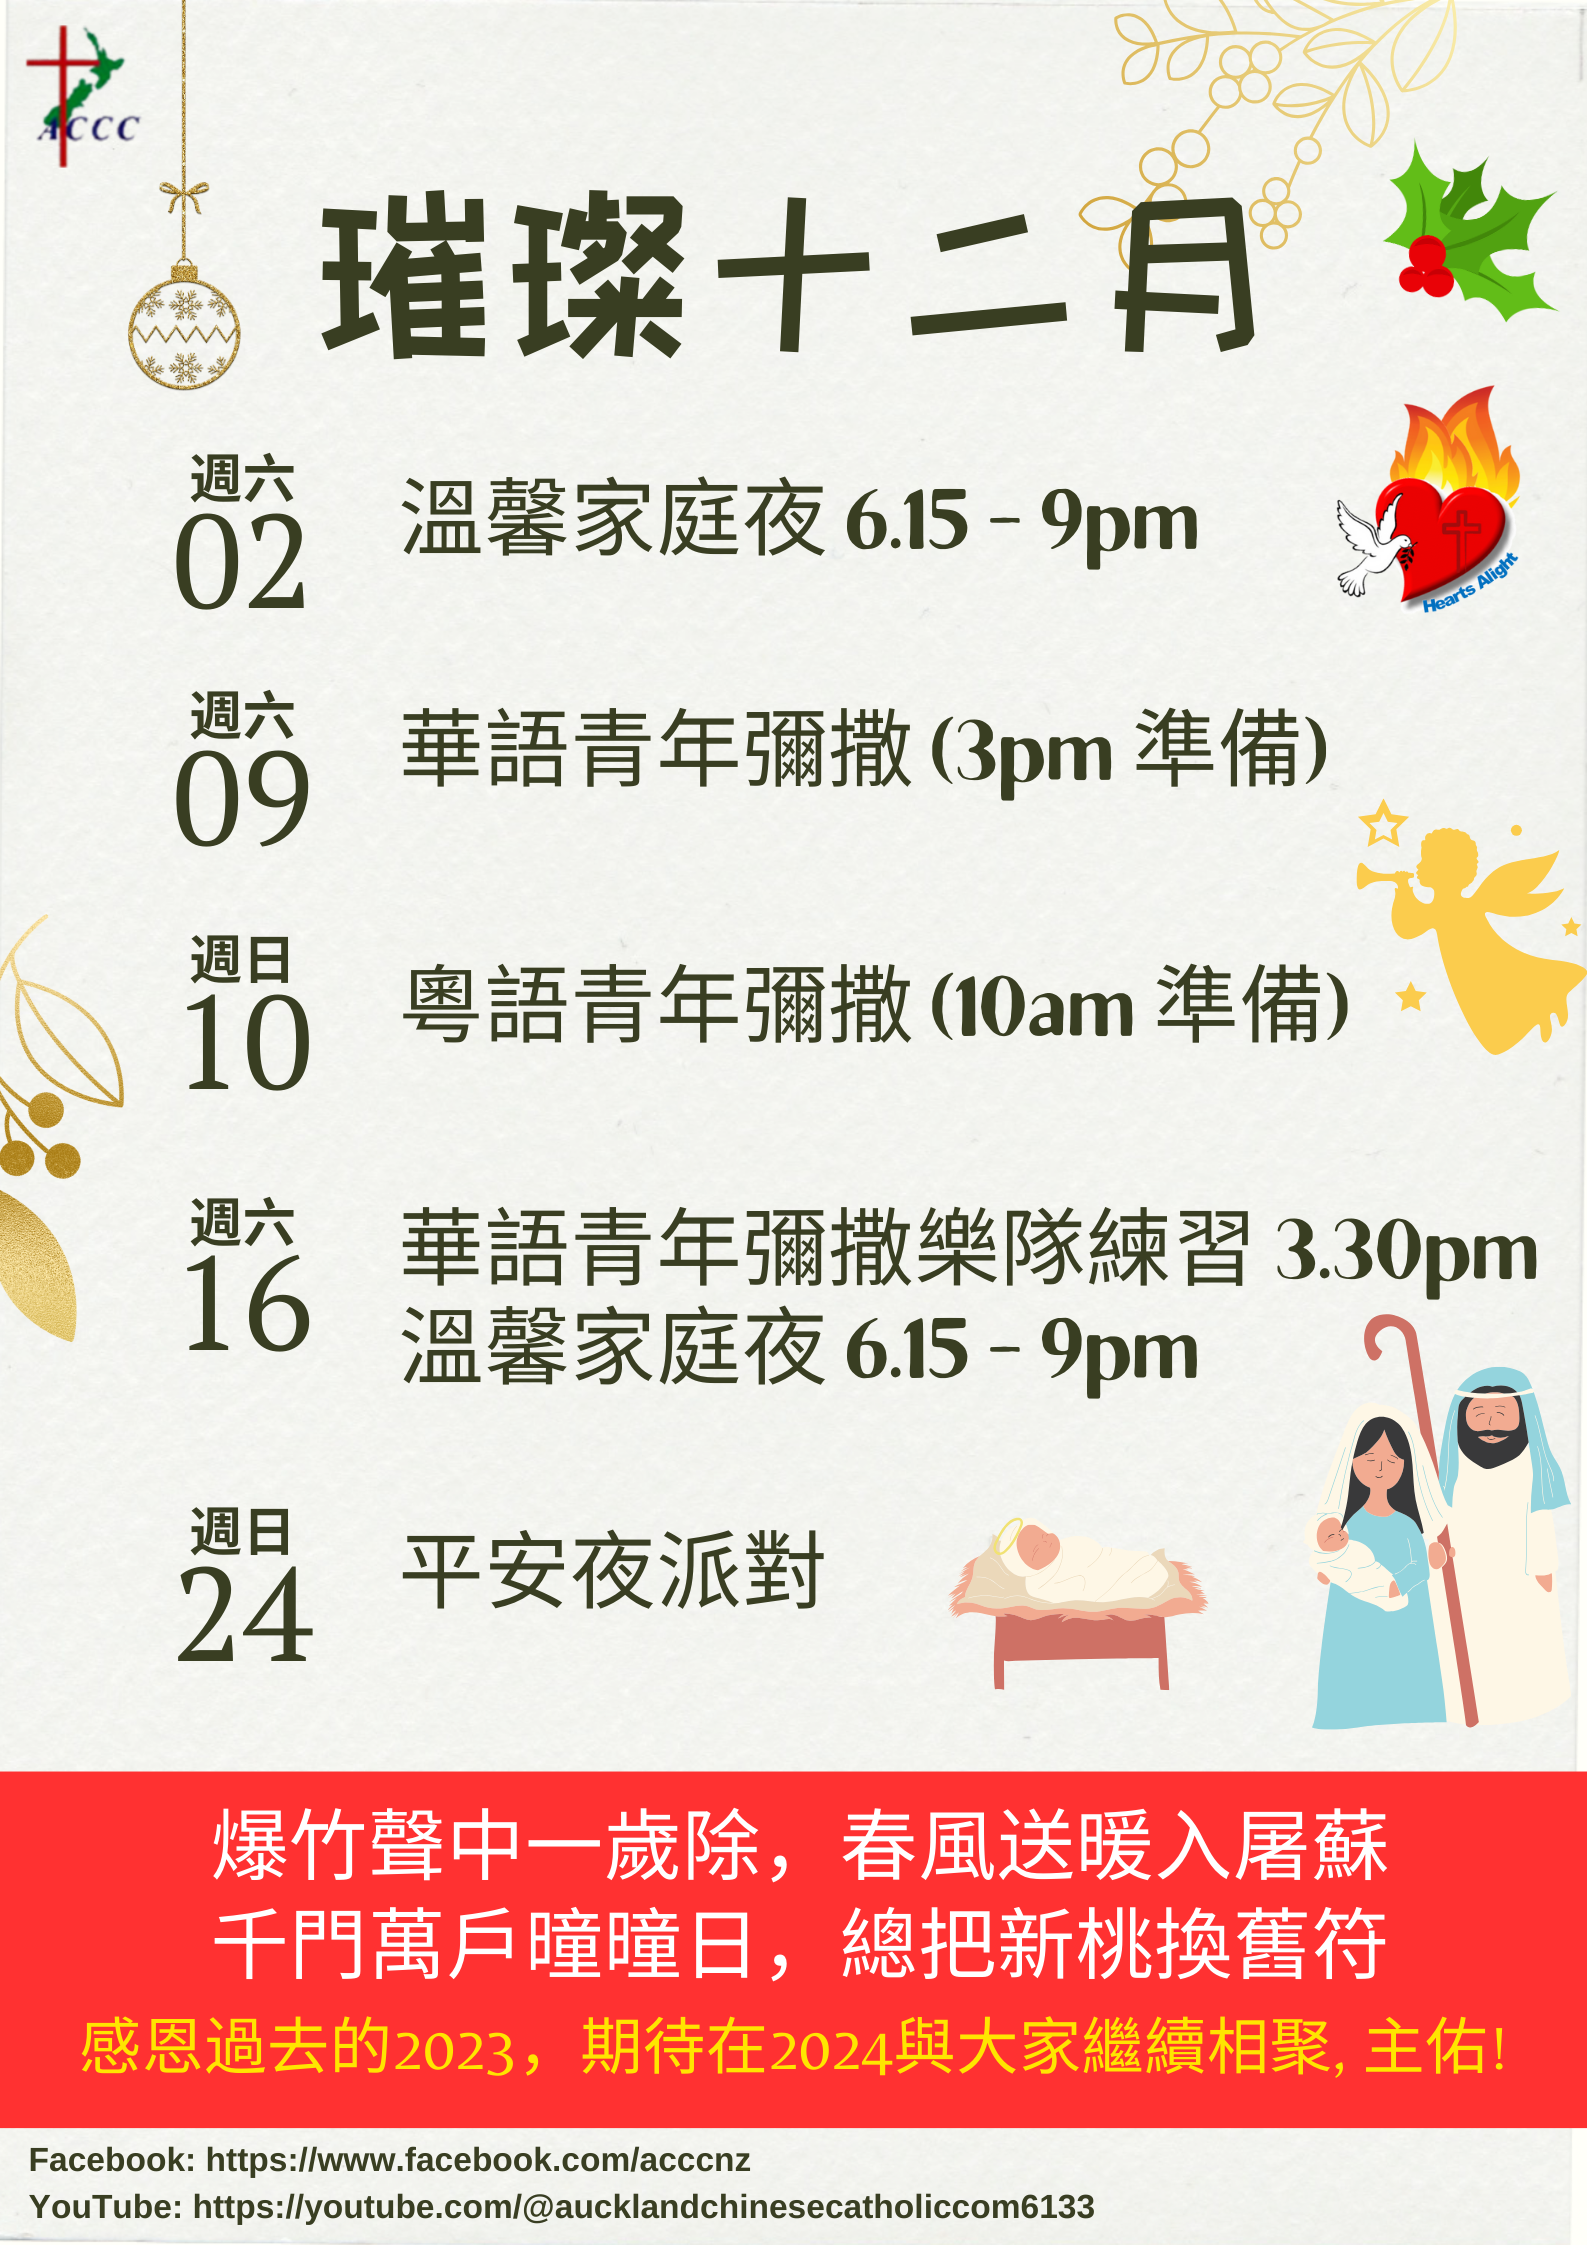 ACCC
璀璨十二月
週六
02
溫馨家庭夜 6.15 - 9pm
Hearts Alight
週六
09
華語青年彌撒 (3pm 準備)
週日
10
粵語青年彌撒 (10am 準備)
週六
16
華語青年彌撒樂隊練習 3.30pm
溫馨家庭夜 6.15 - 9pm
週日
24
平安夜派對
爆竹聲中一歲除，春風送暖入屠蘇
千門萬戶曈曈日，總把新桃換舊符
感恩過去的2023，期待在2024與大家繼續相聚, 主佑!
Facebook: https://www.facebook.com/acccnz
YouTube: https://youtube.com/@aucklandchinesecatholiccom6133